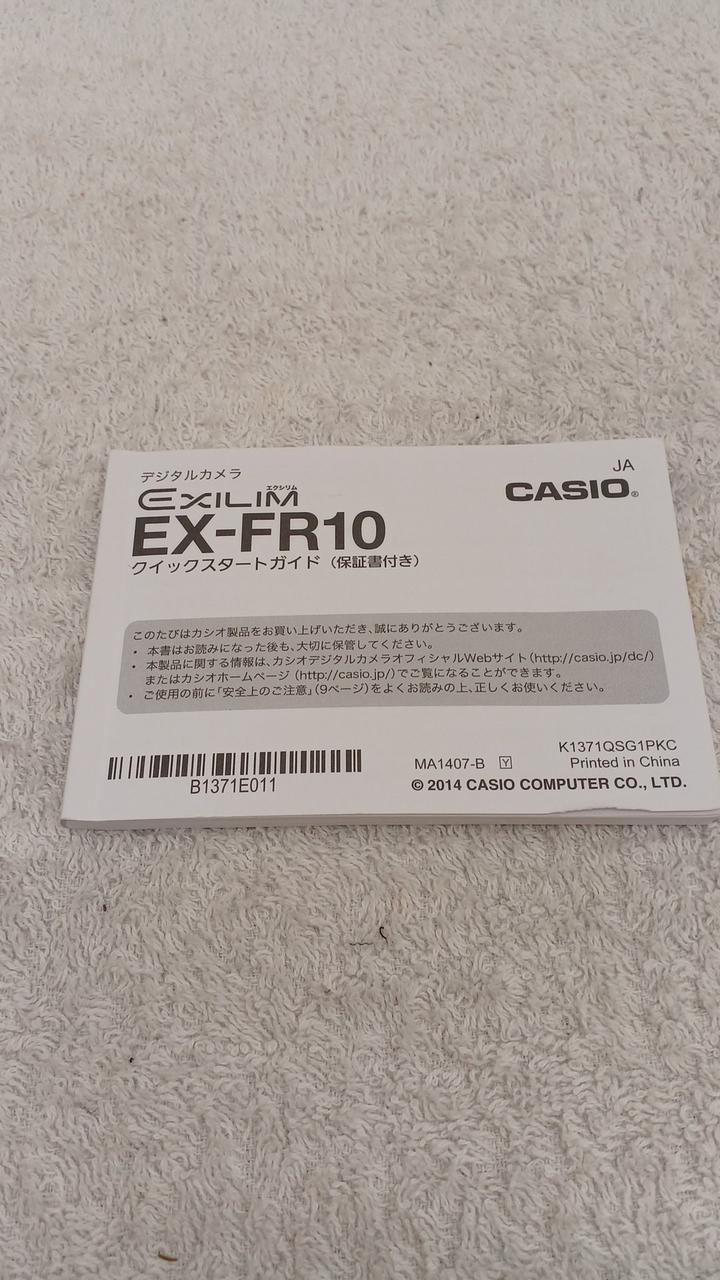 デジタルカメラ
JA
エクシリム
EXILIM
CASIO®
EX-FR10
クイックスタートガイド（保証書付き）
このたびはカシオ製品をお買い上げいただき、誠にありがとうございます。
• 本書はお読みになった後も、大切に保管してください。
• 本製品に関する情報は、カシオデジタルカメラオフィシャルWebサイト(http://casio.jp/dc/)
またはカシオホームページ (http://casio.jp/)でご覧になることができます。
• ご使用の前に「安全上のご注意」(9ページ)をよくお読みの上、正しくお使いください。
B1371E011
MA1407-B Y
K1371QSG1PKC
Printed in China
© 2014 CASIO COMPUTER CO., LTD.